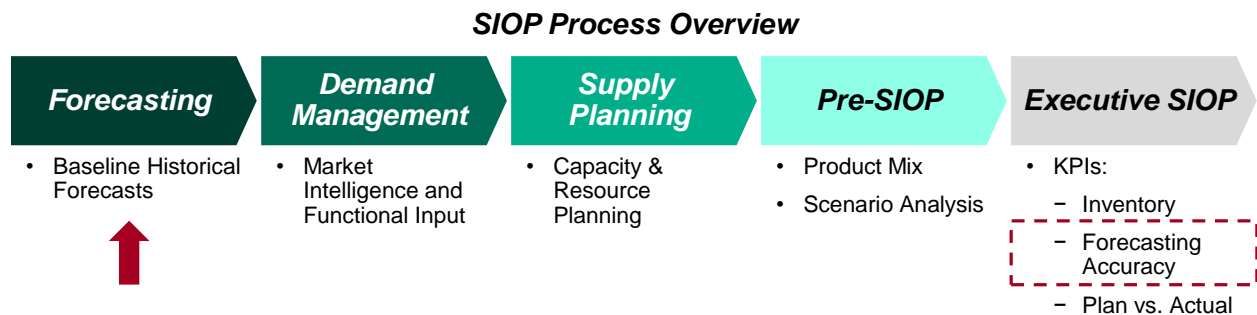 SIOP Process Overview
Forecasting
Demand
Management
Supply
Planning
Pre-SIOP
Executive SIOP
• Baseline Historical
Forecasts
• Market
Intelligence and
Functional Input
• Capacity &
Resource
Planning
• Product Mix
• Scenario Analysis
• KPIs:
− Inventory
− Forecasting
Accuracy
− Plan vs. Actual